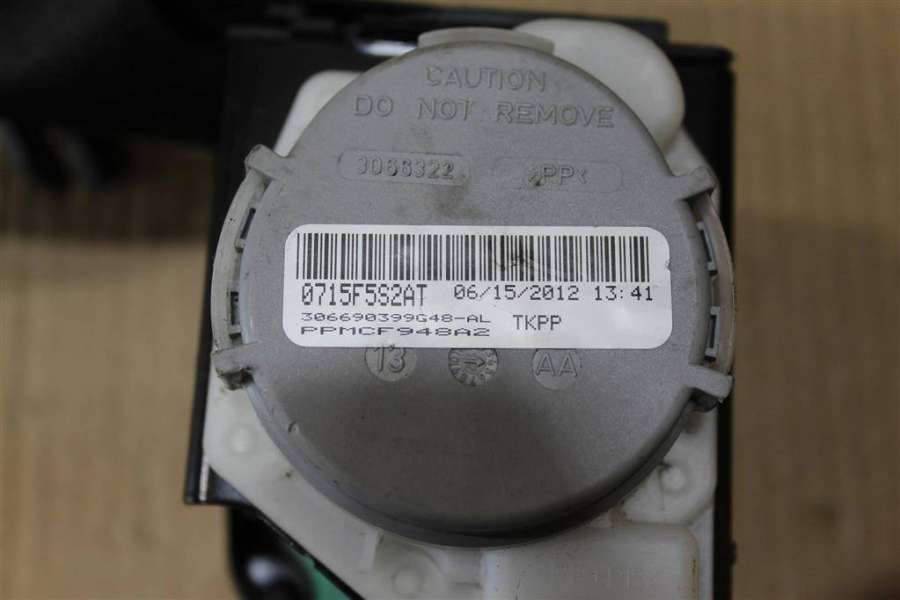 CAUTION
DO NOT REMOVE
3066322 >PP<
0715F5S2AT 06/15/2012 13:41
306690399G48-AL TKPP
PPMCF948A2
13 AA